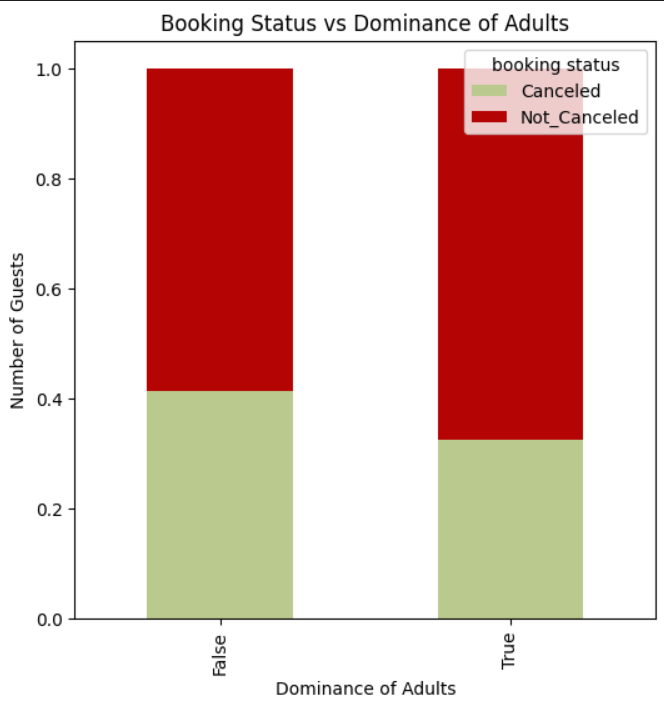 Booking Status vs Dominance of Adults
booking status
Canceled
Not_Canceled
1.0
0.8
0.6
0.4
0.2
0.0
Number of Guests
False
True
Dominance of Adults